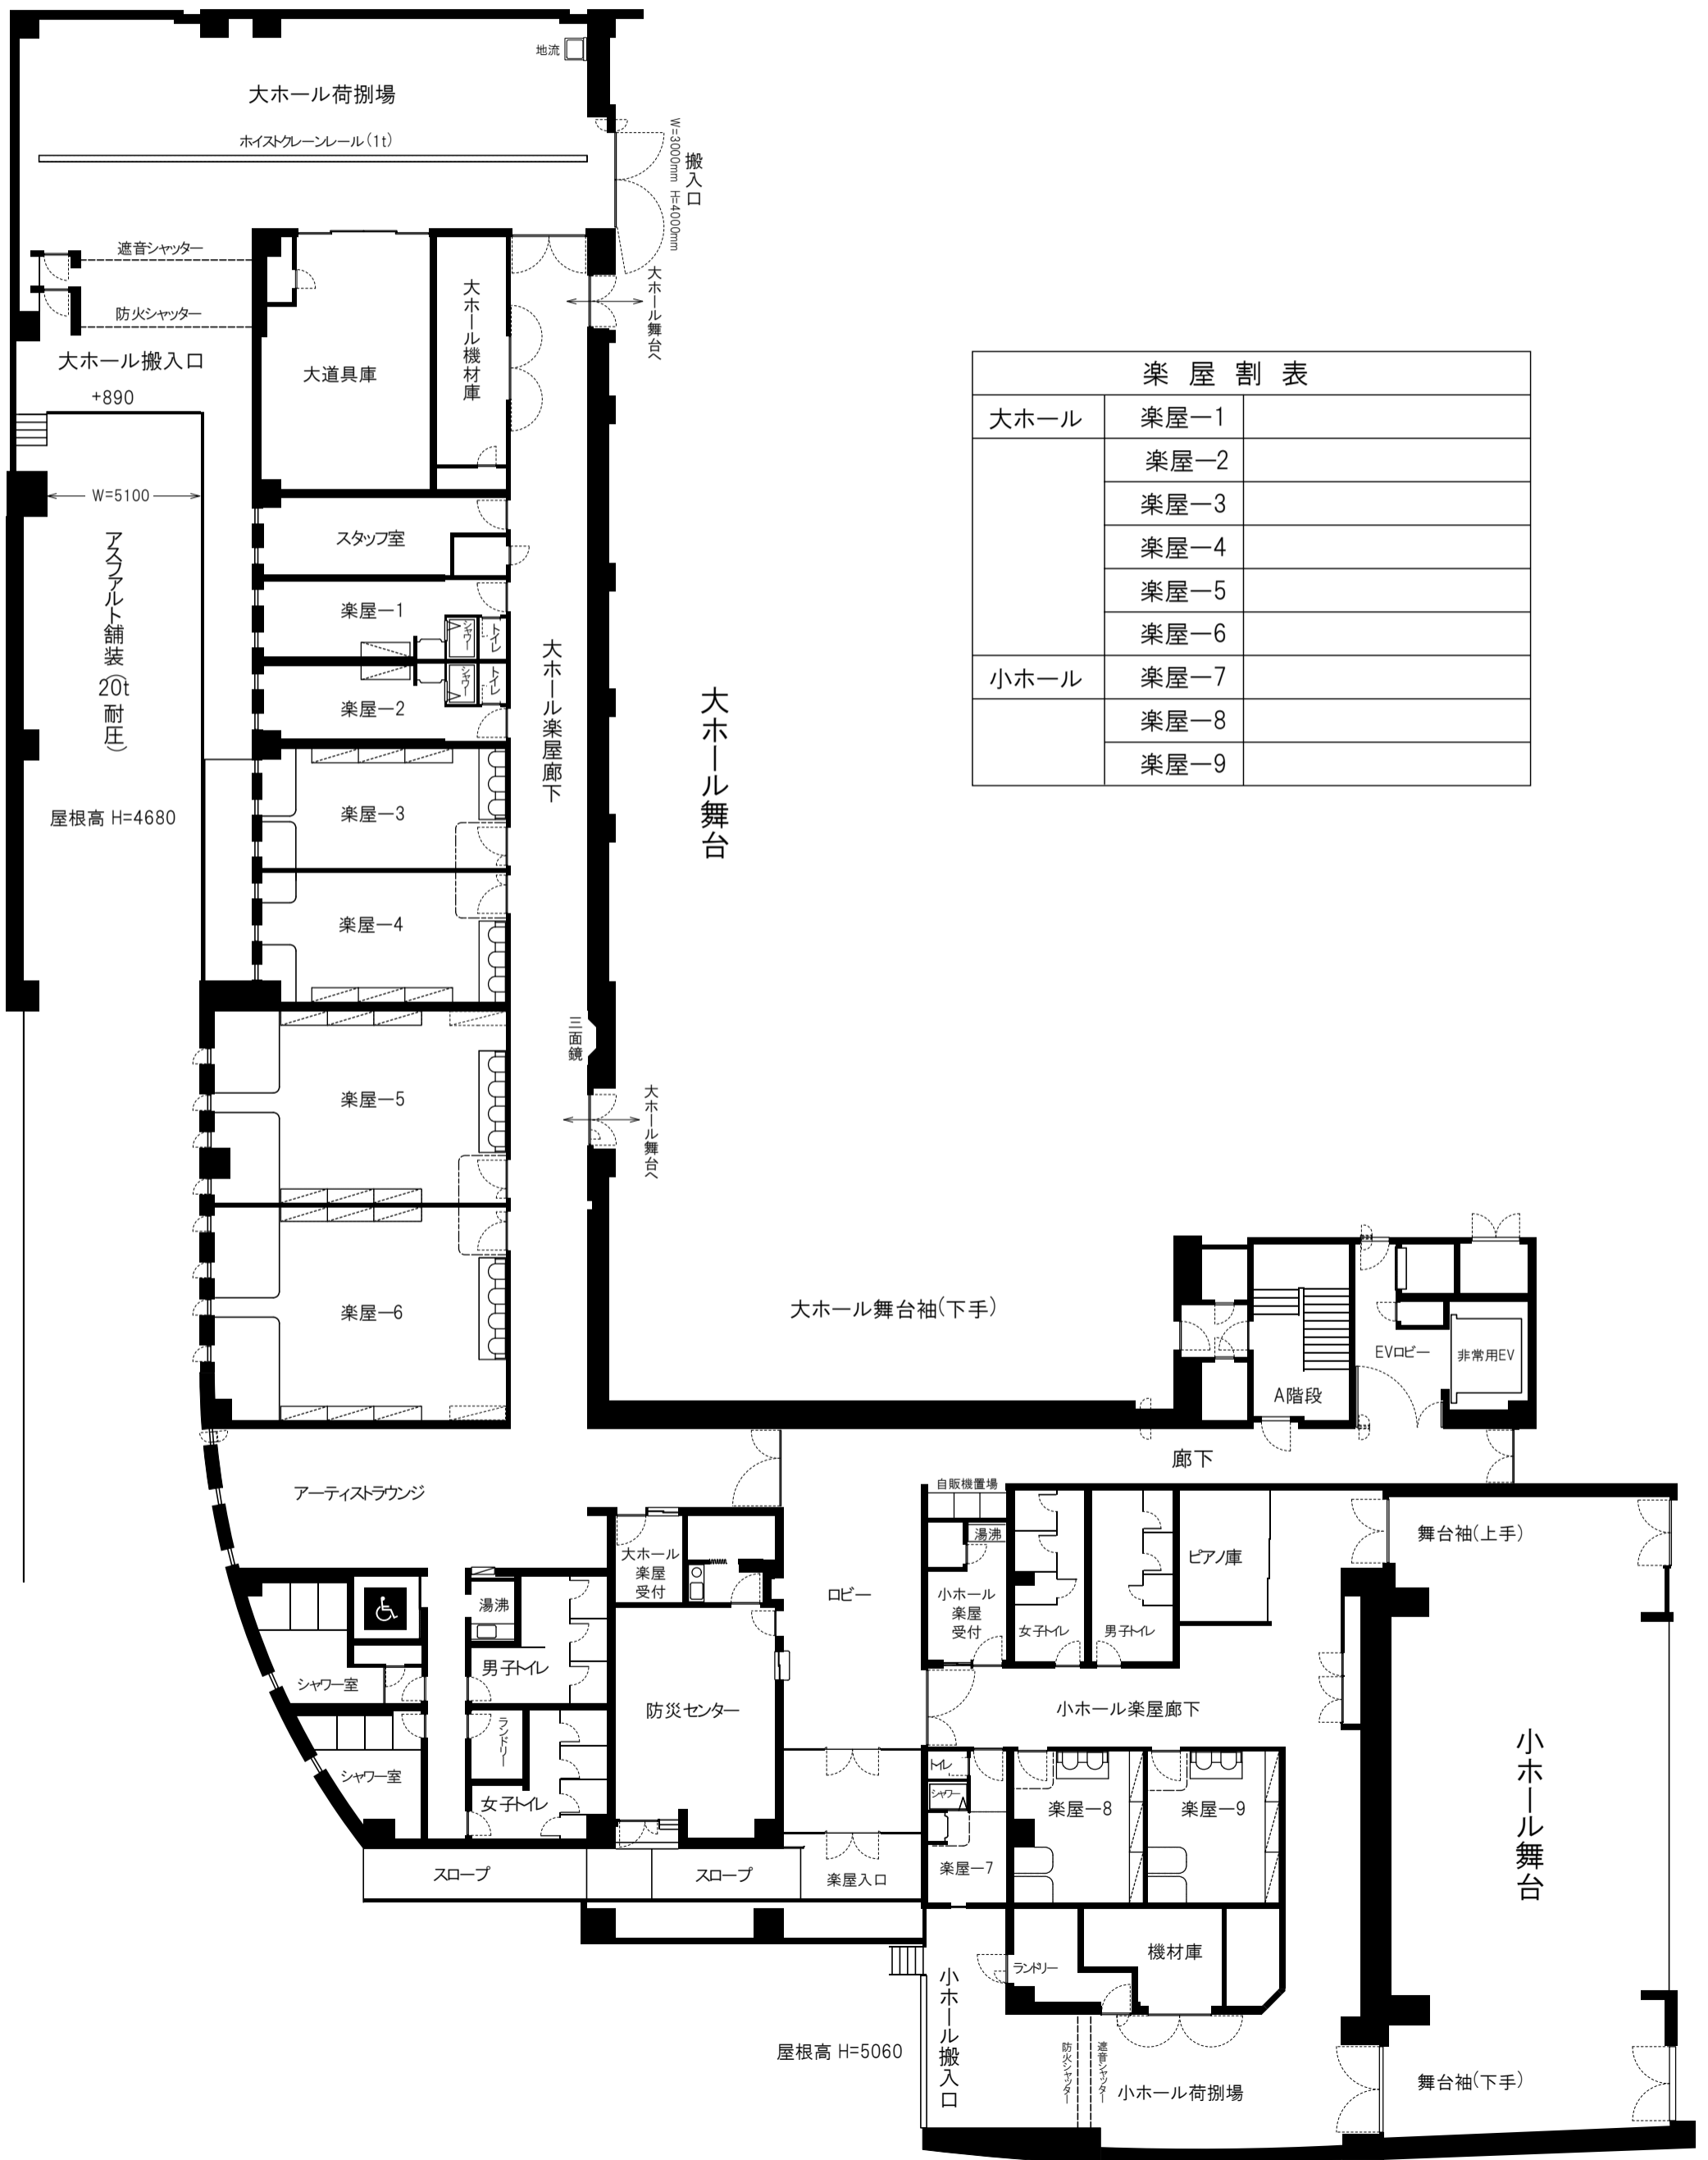 地流
大ホール荷捌場
ホイストクレーンレール(1t)
W=3000mm H=4000mm
搬入口
遮音シャッター
防火シャッター
大ホール搬入口
+890
大道具庫
大ホール機材庫
大ホール舞台へ
W=5100
アスファルト舗装(20t耐圧)
屋根高 H=4680
スタッフ室
楽屋ー1
シャワー
トイレ
シャワー
トイレ
楽屋ー2
楽屋ー3
楽屋ー4
楽屋ー5
楽屋ー6
大ホール楽屋廊下
三面鏡
大ホール舞台へ
大ホール舞台
楽屋割表
大ホール 楽屋ー1
楽屋ー2
楽屋ー3
楽屋ー4
楽屋ー5
楽屋ー6
小ホール 楽屋ー7
楽屋ー8
楽屋ー9
大ホール舞台袖(下手)
A階段
EVロビー
非常用EV
廊下
アーティストラウンジ
大ホール
楽屋
受付
ロビー
自販機置場
湯沸
小ホール
楽屋
受付
女子トイレ
男子トイレ
ピアノ庫
舞台袖(上手)
湯沸
男子トイレ
シャワー室
シャワー室
ランドリー
女子トイレ
防災センター
小ホール楽屋廊下
トイレ
シャワー
楽屋ー7
楽屋ー8
楽屋ー9
小ホール舞台
スロープ
スロープ
楽屋入口
ランドリー
機材庫
小ホール搬入口
屋根高 H=5060
防火シャッター
遮音シャッター
小ホール荷捌場
舞台袖(下手)